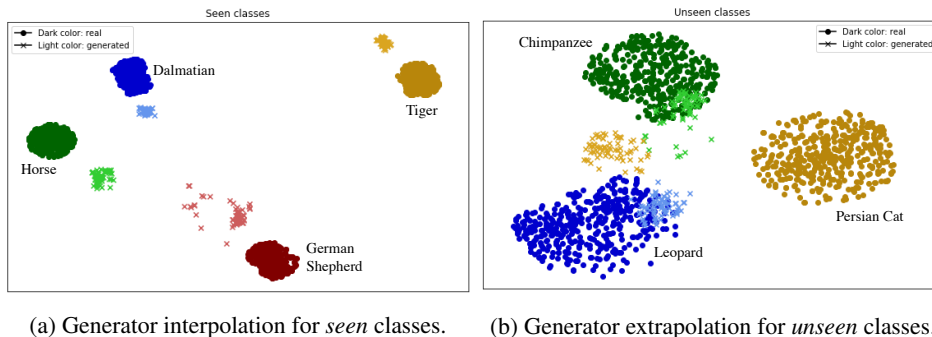 Seen classes
Dark color: real
Light color: generated
Dalmatian
Tiger
Horse
German
Shepherd
(a) Generator interpolation for seen classes.
Unseen classes
Dark color: real
Light color: generated
Chimpanzee
Persian Cat
Leopard
(b) Generator extrapolation for unseen classes.